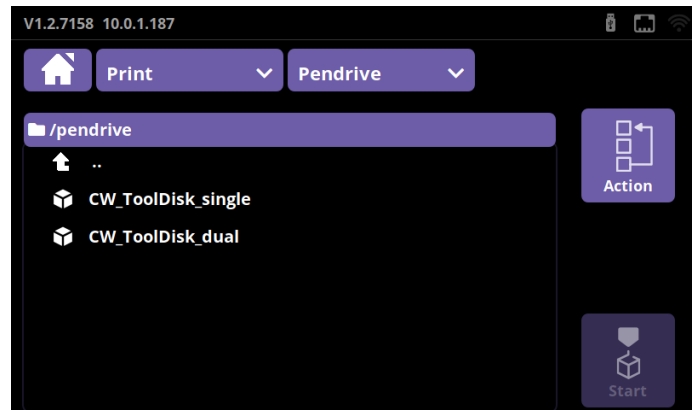 V1.2.7158 10.0.1.187
Print
Pendrive
/pendrive
..
CW_ToolDisk_single
CW_ToolDisk_dual
Action
Start